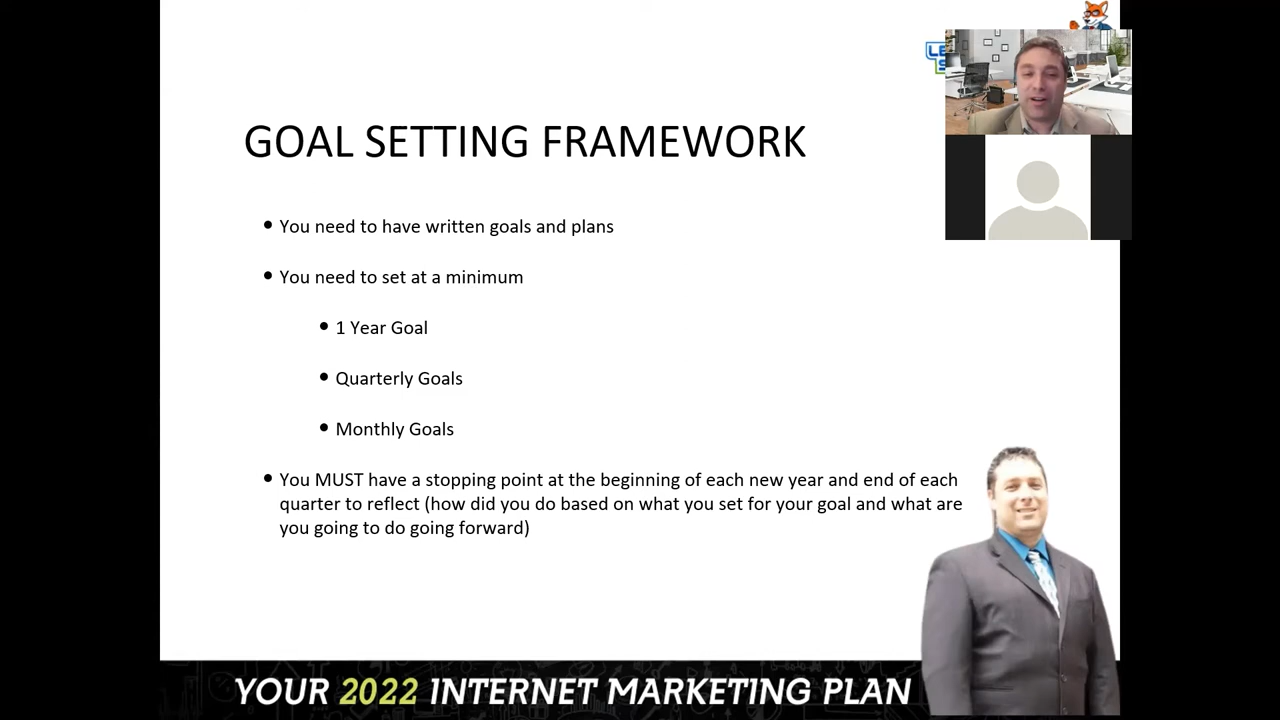 GOAL SETTING FRAMEWORK
• You need to have written goals and plans
• You need to set at a minimum
• 1 Year Goal
• Quarterly Goals
• Monthly Goals
• You MUST have a stopping point at the beginning of each new year and end of each
quarter to reflect (how did you do based on what you set for your goal and what are
you going to do going forward)
YOUR 2022 INTERNET MARKETING PLAN